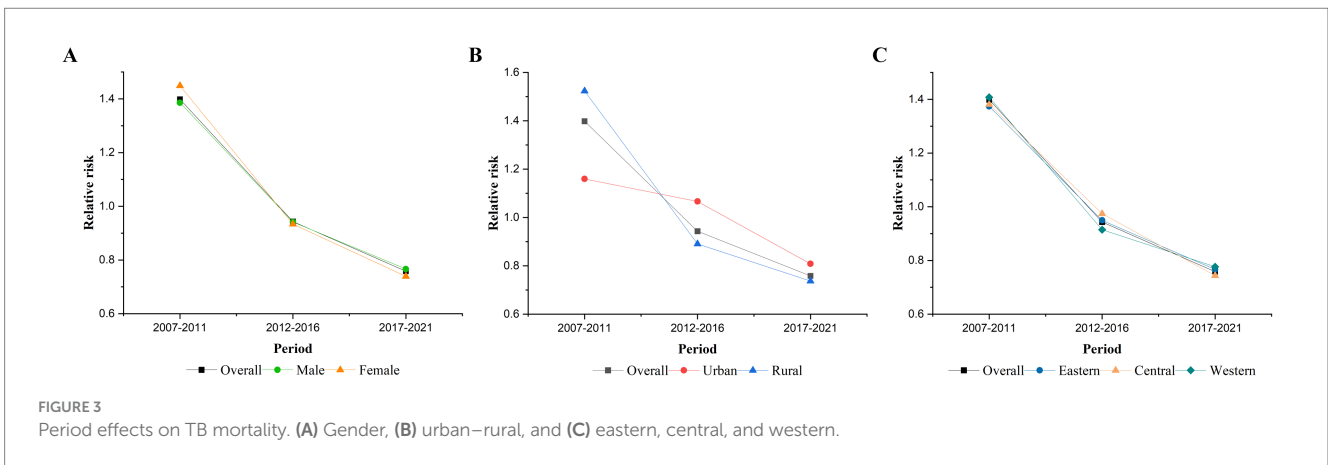 A
Relative risk
1.4
1.2
1.0
0.8
0.6
2007-2011 2012-2016 2017-2021
Period
Overall Male Female
B
Relative risk
1.6
1.4
1.2
1.0
0.8
0.6
2007-2011 2012-2016 2017-2021
Period
Overall Urban Rural
C
Relative risk
1.4
1.2
1.0
0.8
0.6
2007-2011 2012-2016 2017-2021
Period
Overall Eastern Central Western
FIGURE 3
Period effects on TB mortality. (A) Gender, (B) urban–rural, and (C) eastern, central, and western.